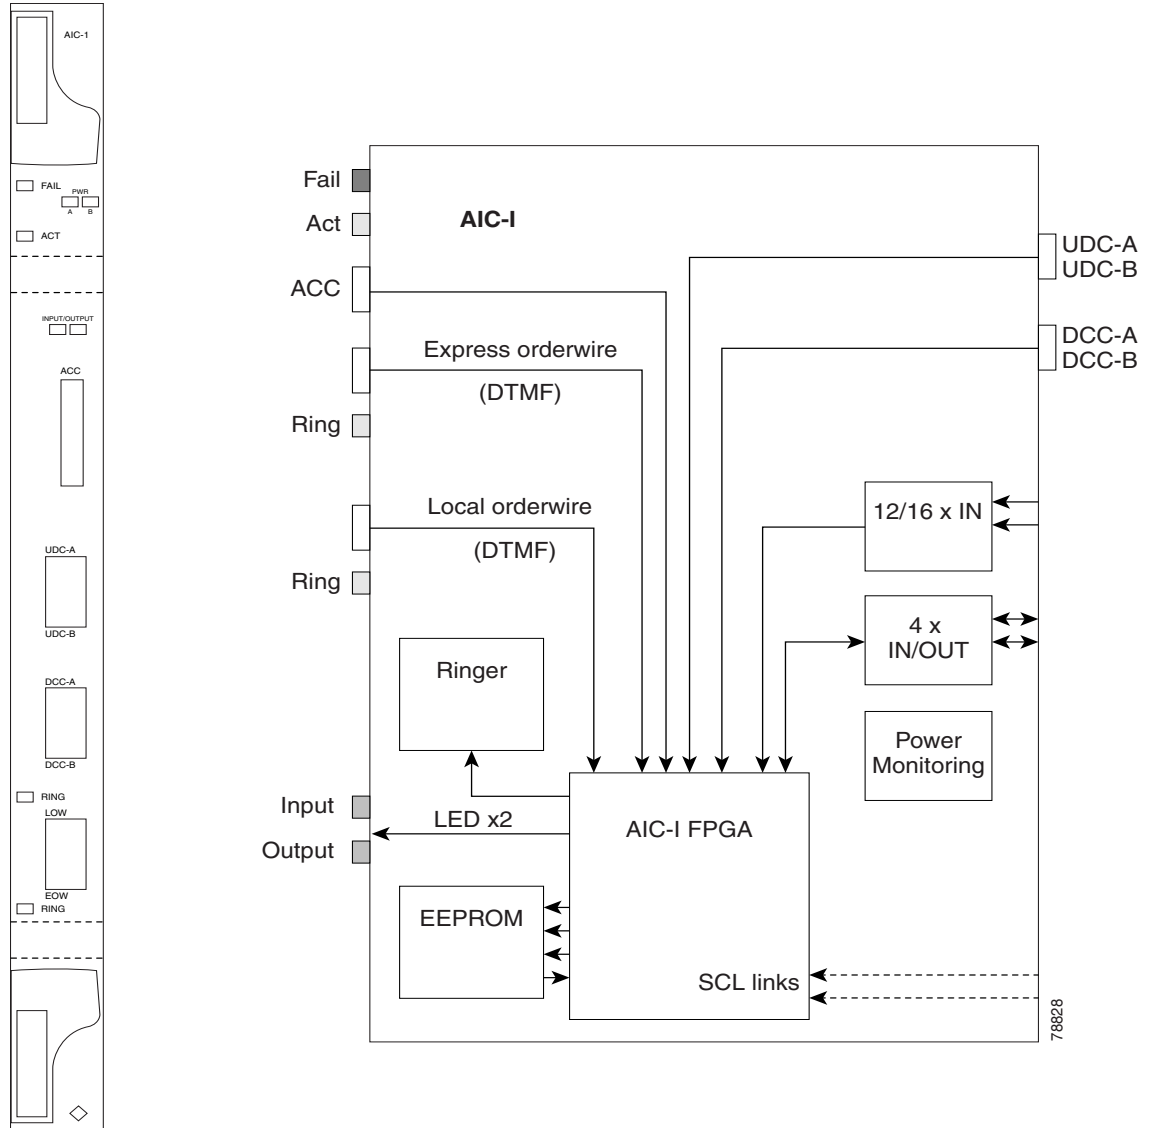 AIC-1
FAIL
PWR
A B
ACT
INPUT/OUTPUT
ACC
UDC-A
UDC-B
DCC-A
DCC-B
RING
LOW
EOW
RING
Fail
Act
AIC-I
ACC
Express orderwire
(DTMF)
Ring
Local orderwire
(DTMF)
Ring
Ringer
Input
LED x2
Output
EEPROM
AIC-I FPGA
SCL links
UDC-A
UDC-B
DCC-A
DCC-B
12/16 x IN
4 x
IN/OUT
Power
Monitoring
78828